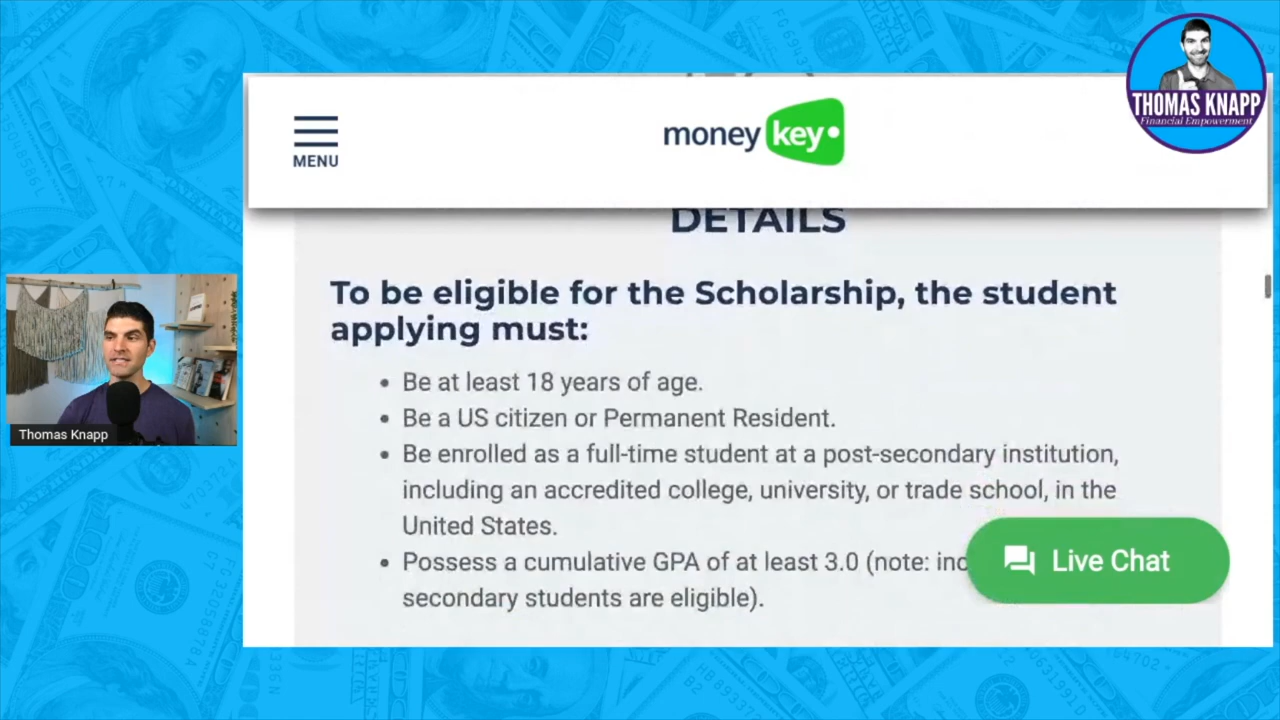 THOMAS KNAPP
Financial Empowerment
MENU
money key
DETAILS
To be eligible for the Scholarship, the student
applying must:
• Be at least 18 years of age.
• Be a US citizen or Permanent Resident.
• Be enrolled as a full-time student at a post-secondary institution,
including an accredited college, university, or trade school, in the
United States.
• Possess a cumulative GPA of at least 3.0 (note:
secondary students are eligible).
Live Chat
Thomas Knapp